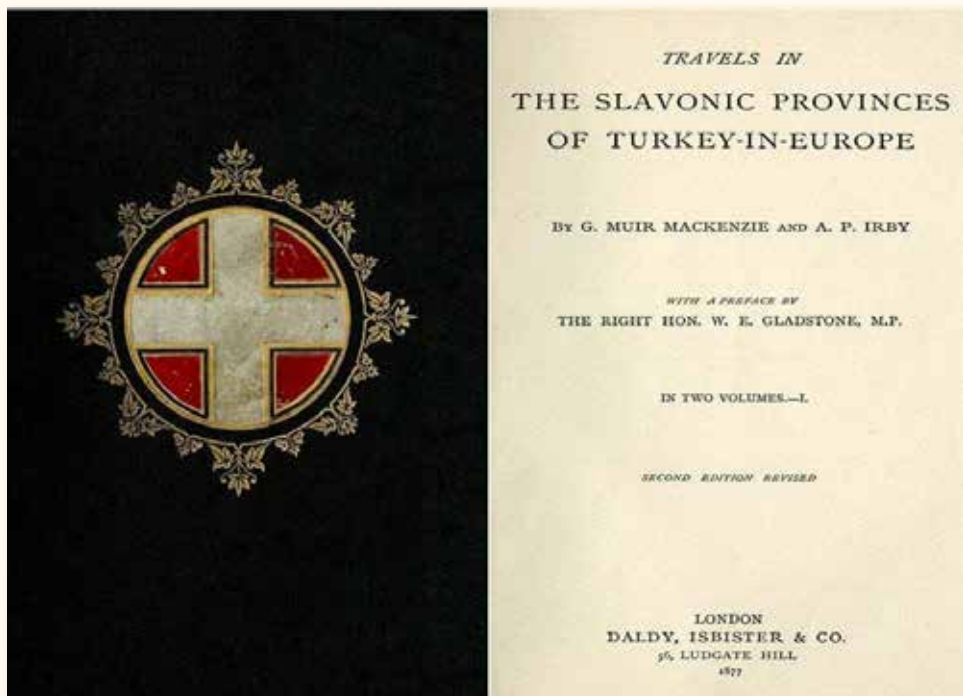 TRAVELS IN
THE SLAVONIC PROVINCES
OF TURKEY-IN-EUROPE
BY G. MUIR MACKENZIE AND A. P. IRBY
WITH A PREFACE BY
THE RIGHT HON. W. E. GLADSTONE, M.P.
IN TWO VOLUMES.—I.
SECOND EDITION REVISED
LONDON
DALDY, ISBISTER & CO.
56, LUDGATE HILL
1877